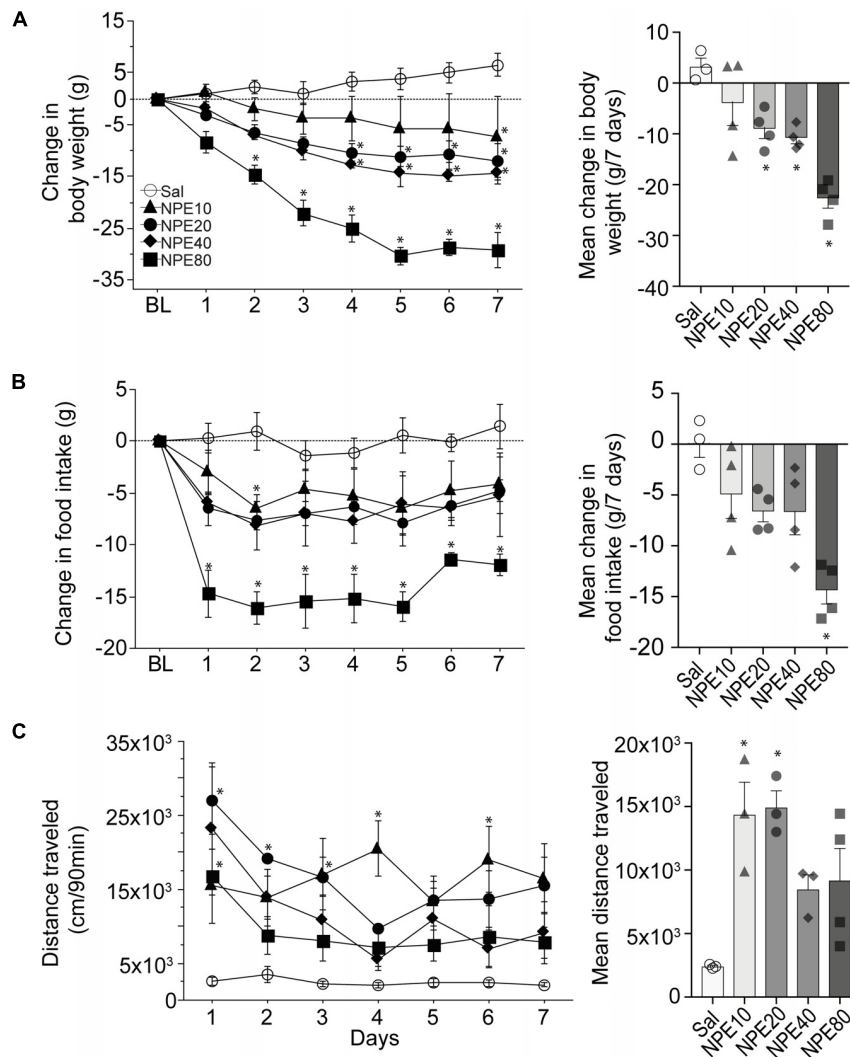 A
Change in
body weight (g)
15
5
0
-5
-15
-25
-35
Sal
NPE10
NPE20
NPE40
NPE80
* * * * * * * * * * * * * *
BL 1 2 3 4 5 6 7
Mean change in body
weight (g/7 days)
10
0
-10
-20
-30
-40
* * *
Sal NPE10 NPE20 NPE40 NPE80
B
Change in food intake (g)
5
0
-5
-10
-15
-20
* * * * * * * *
BL 1 2 3 4 5 6 7
Mean change in
food intake (g/7 days)
5
0
-5
-10
-15
-20
*
Sal NPE10 NPE20 NPE40 NPE80
C
Distance traveled
(cm/90min)
35x10³
25x10³
15x10³
5x10³
0
* * * * * *
1 2 3 4 5 6 7
Days
Mean distance traveled
20x10³
15x10³
10x10³
5x10³
0
* *
Sal NPE10 NPE20 NPE40 NPE80